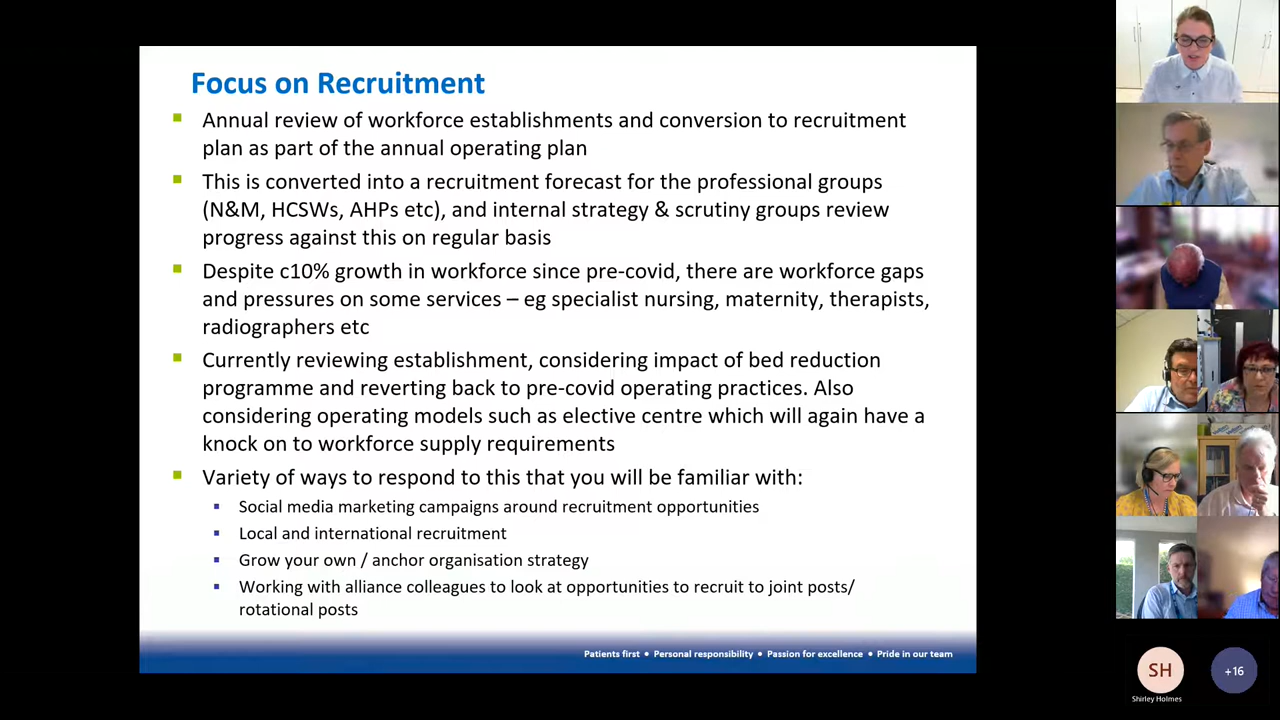 Focus on Recruitment
Annual review of workforce establishments and conversion to recruitment
plan as part of the annual operating plan
This is converted into a recruitment forecast for the professional groups
(N&M, HCSWs, AHPs etc), and internal strategy & scrutiny groups review
progress against this on regular basis
Despite c10% growth in workforce since pre-covid, there are workforce gaps
and pressures on some services – eg specialist nursing, maternity, therapists,
radiographers etc
Currently reviewing establishment, considering impact of bed reduction
programme and reverting back to pre-covid operating practices. Also
considering operating models such as elective centre which will again have a
knock on to workforce supply requirements
Variety of ways to respond to this that you will be familiar with:
Social media marketing campaigns around recruitment opportunities
Local and international recruitment
Grow your own / anchor organisation strategy
Working with alliance colleagues to look at opportunities to recruit to joint posts/
rotational posts
Patients first ● Personal responsibility ● Passion for excellence ● Pride in our team
SH
+16
Shirley Holmes